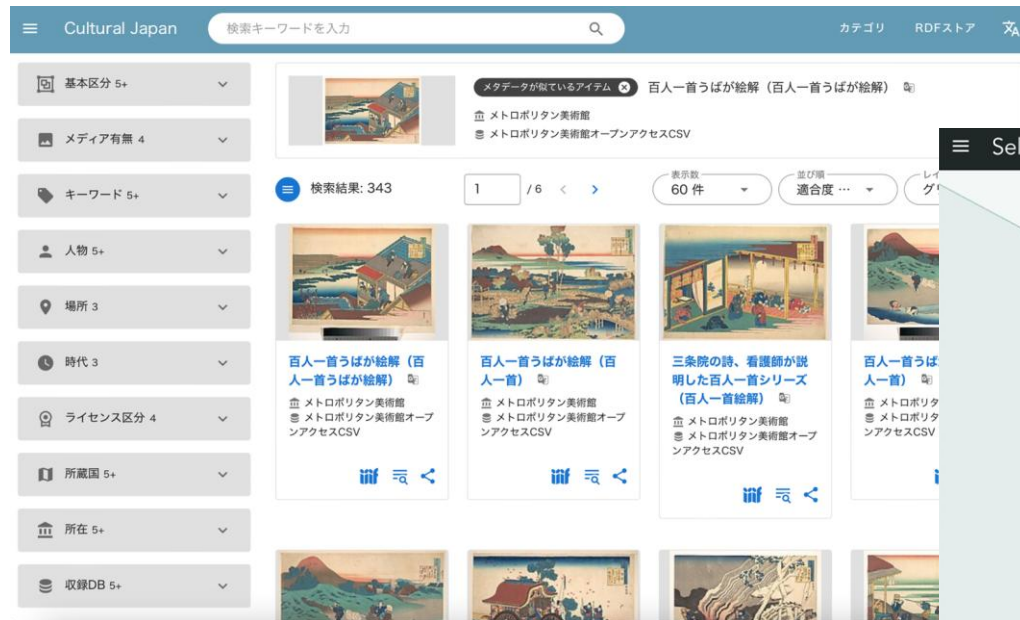 Cultural Japan
検索キーワードを入力
カテゴリ
RDFストア
基本区分 5+
メディア有無 4
キーワード 5+
人物 5+
場所 3
時代 3
ライセンス区分 4
所蔵国 5+
所在 5+
収録DB 5+
メタデータが似ているアイテム
百人一首うばが絵解（百人一首うばが絵解）
メトロポリタン美術館
メトロポリタン美術館オープンアクセスCSV
検索結果: 343
1
/ 6
表示数
60 件
並び順
適合度 …
レイ
グリ
Sel
百人一首うばが絵解（百
人一首うばが絵解）
メトロポリタン美術館
メトロポリタン美術館オープ
ンアクセスCSV
iiif
百人一首うばが絵解（百
人一首）
メトロポリタン美術館
メトロポリタン美術館オープ
ンアクセスCSV
iiif
三条院の詩、看護師が説
明した百人一首シリーズ
（百人一首絵解）
メトロポリタン美術館
メトロポリタン美術館オープ
ンアクセスCSV
iiif
百人一首うば
人一首）
メトロポリタ
メトロポリタ
ンアクセスCSV